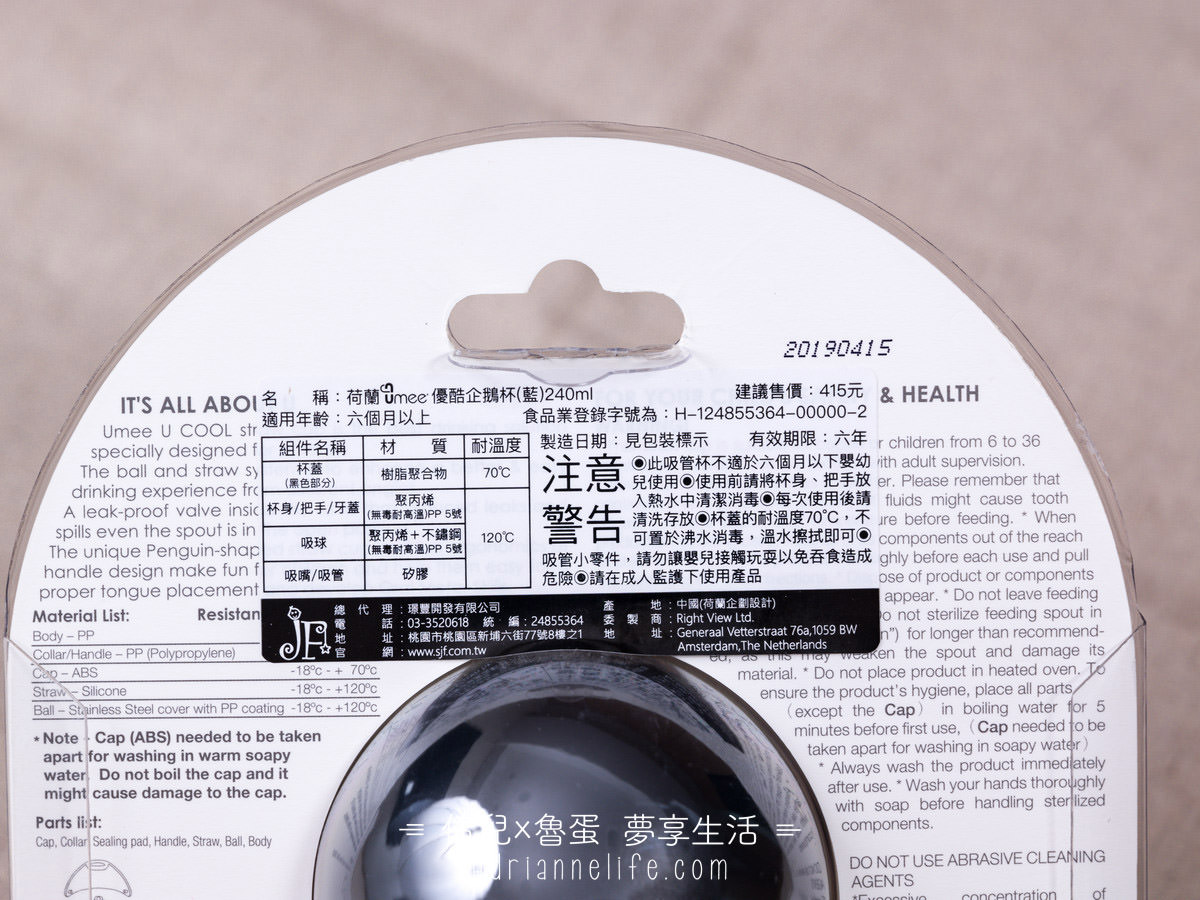 20190415
名　　稱：荷蘭Umee優酷企鵝杯(藍)240ml
建議售價：415元
適用年齡：六個月以上
食品業登錄字號為：H-124855364-00000-2
組件名稱 材　質 耐溫度
杯蓋
(黑色部分)
樹脂聚合物 70℃
杯身/把手/牙蓋
聚丙烯
(無毒耐高溫)PP 5號
吸球
聚丙烯＋不鏽鋼
(無毒耐高溫)PP 5號
120℃
吸嘴/吸管 矽膠
製造日期：見包裝標示　有效期限：六年
注意
警告
◉此吸管杯不適於六個月以下嬰幼
兒使用◉使用前請將杯身、把手放
入熱水中清潔消毒◉每次使用後請
清洗存放◉杯蓋的耐溫度70℃，不
可置於沸水消毒，溫水擦拭即可◉
吸管小零件，請勿讓嬰兒接觸玩耍以免吞食造成
危險◉請在成人監護下使用產品
JF
總代理：璟豐開發有限公司
電　話：03-3520618　統　編：24855364
地　址：桃園市桃園區新埔六街77號8樓之1
官　網：www.sjf.com.tw
產　地：中國(荷蘭企劃設計)
委製商：Right View Ltd.
地　址：Generaal Vetterstraat 76a,1059 BW
Amsterdam,The Netherlands
IT'S ALL ABOU
Umee U COOL str
specially designed f
The ball and straw sy
drinking experience fro
A leak-proof valve insid
spills even the spout is in
The unique Penguin-shap
handle design make fun f
proper tongue placement
Material List: Resistan
Body – PP
Collar/Handle – PP (Polypropylene)
Cap – ABS -18ºc - + 70ºc
Straw – Silicone -18ºc - +120ºc
Ball – Stainless Steel cover with PP coating -18ºc - +120ºc
*Note - Cap (ABS) needed to be taken
apart for washing in warm soapy
water. Do not boil the cap and it
might cause damage to the cap.
Parts list:
Cap, Collar, Sealing pad, Handle, Straw, Ball, Body
& HEALTH
r children from 6 to 36
with adult supervision.
er. Please remember that
fluids might cause tooth
ure before feeding. * When
components out of the reach
ghly before each use and pull
ose of product or components
appear. * Do not leave feeding
o not sterilize feeding spout in
n") for longer than recommend-
ed, as this may weaken the spout and damage its
material. * Do not place product in heated oven. To
ensure the product's hygiene, place all parts
(except the Cap) in boiling water for 5
minutes before first use, (Cap needed to be
taken apart for washing in soapy water)
* Always wash the product immediately
after use. * Wash your hands thoroughly
with soap before handling sterilized
components.
DO NOT USE ABRASIVE CLEANING
AGENTS
*Excessive concentration of
兒×魯蛋 夢享生活
driannelife.com